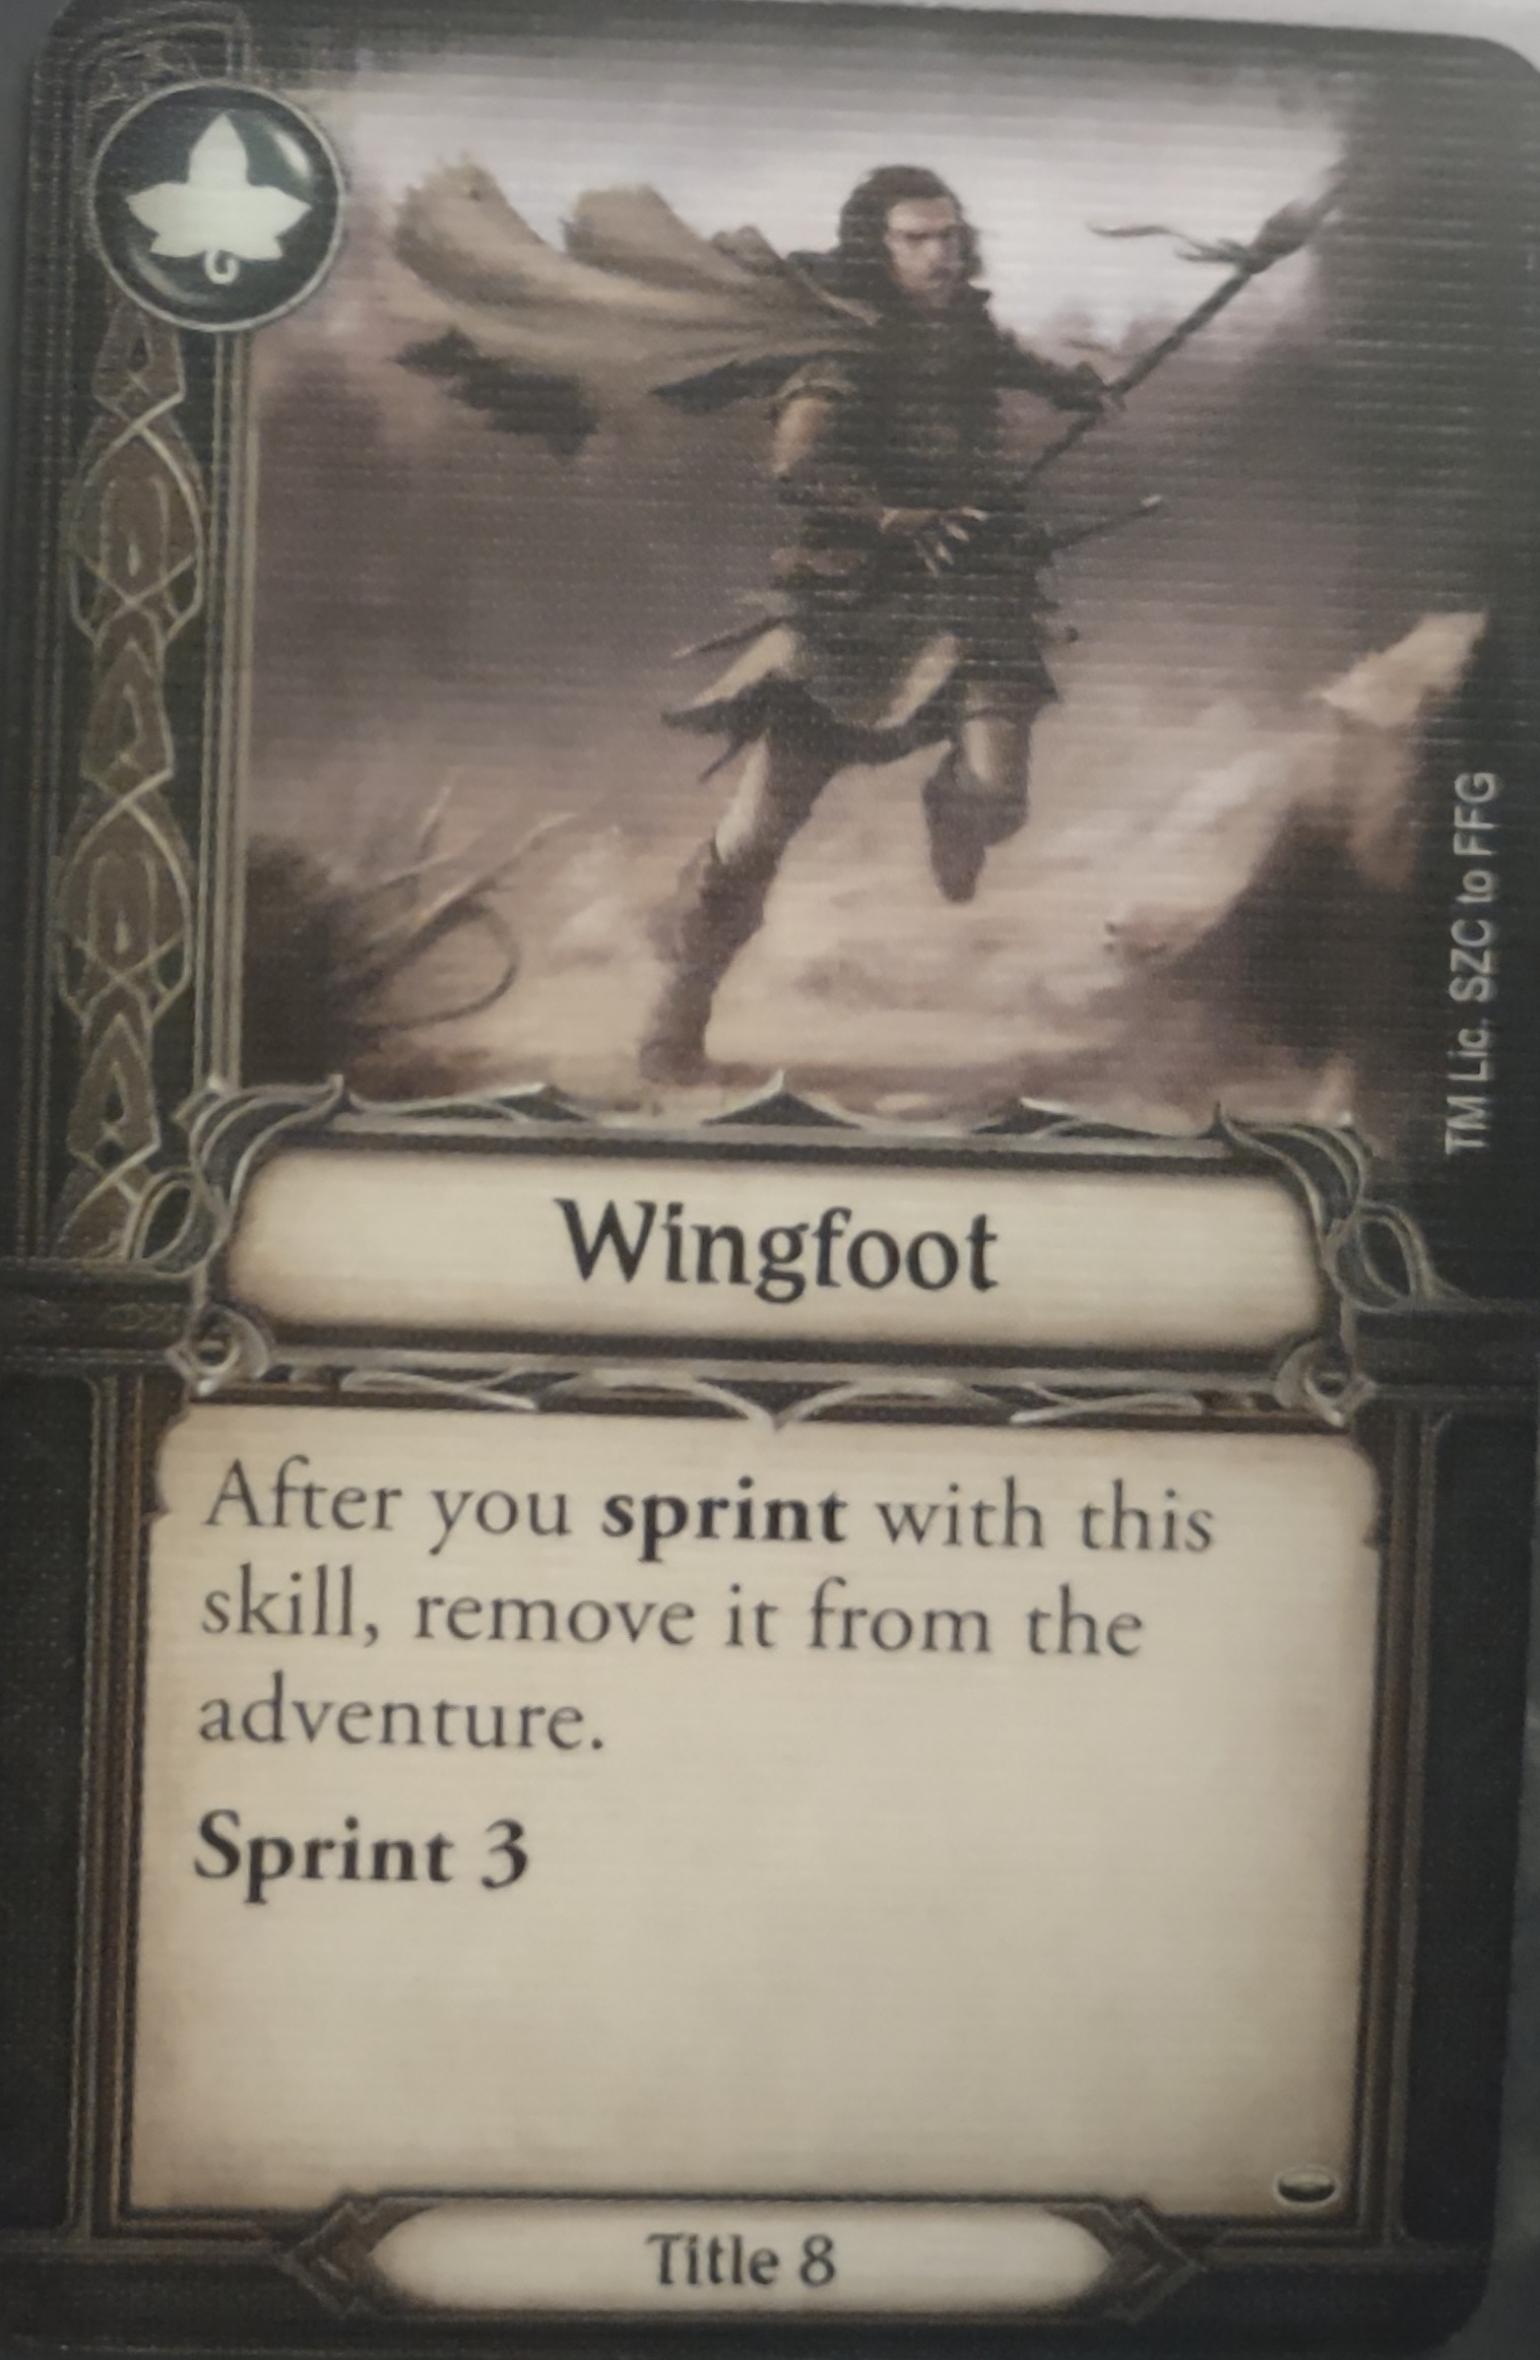 Wingfoot
After you sprint with this
skill, remove it from the
adventure.
Sprint 3
Title 8
TM Lic. SZC to FFG